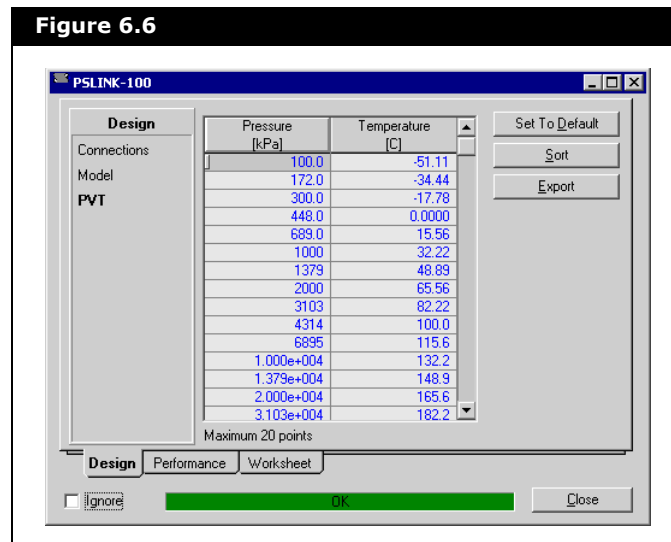 Figure 6.6
PSLINK-100
Design
Connections
Model
PVT
Pressure [kPa] Temperature [C]
100.0 -51.11
172.0 -34.44
300.0 -17.78
448.0 0.0000
689.0 15.56
1000 32.22
1379 48.89
2000 65.56
3103 82.22
4314 100.0
6895 115.6
1.000e+004 132.2
1.379e+004 148.9
2.000e+004 165.6
3.103e+004 182.2
Maximum 20 points
Set To Default
Sort
Export
Design Performance Worksheet
Ignore OK Close